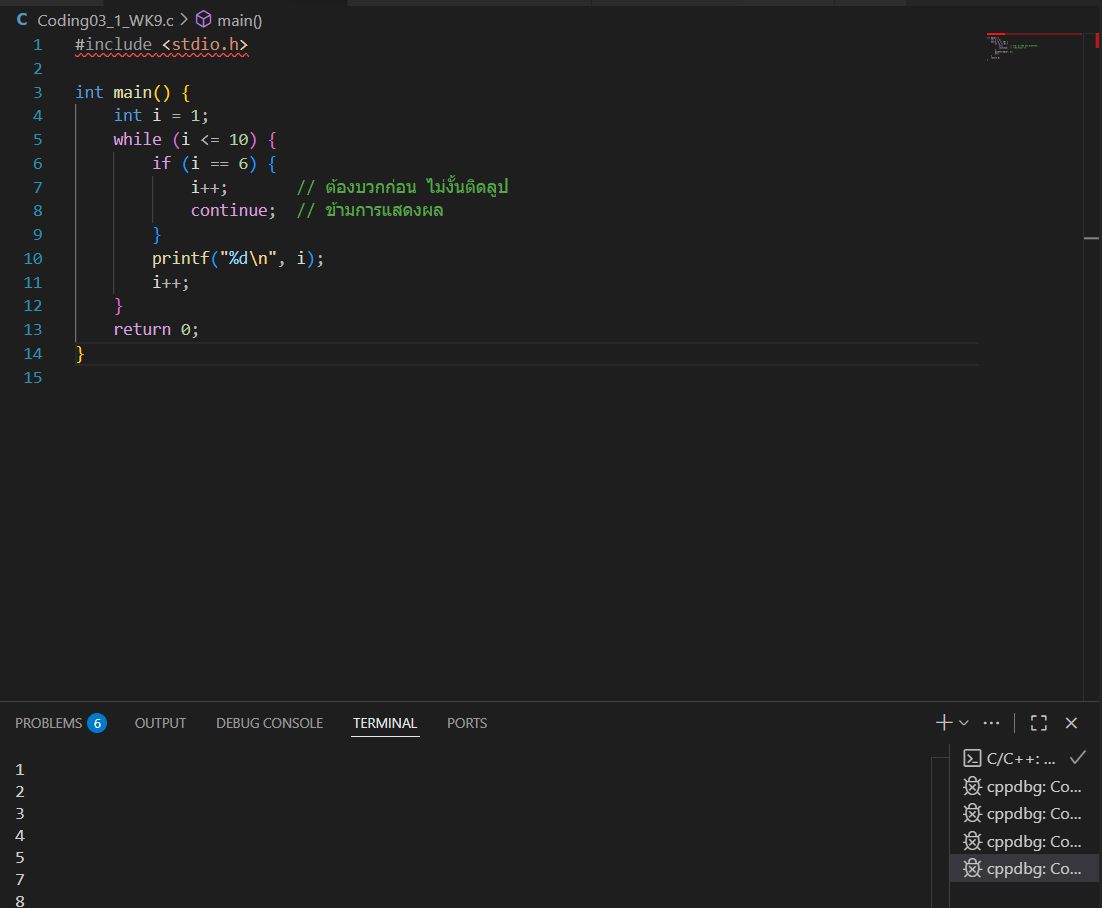 Coding03_1_WK9.c > main()
1 #include <stdio.h>
2
3 int main() {
4 int i = 1;
5 while (i <= 10) {
6 if (i == 6) {
7 i++; // ต้องบวกก่อน ไม่งั้นติดลูป
8 continue; // ข้ามการแสดงผล
9 }
10 printf("%d\n", i);
11 i++;
12 }
13 return 0;
14 }
15
PROBLEMS 6 OUTPUT DEBUG CONSOLE TERMINAL PORTS
C/C++: ...
cppdbg: Co...
cppdbg: Co...
cppdbg: Co...
cppdbg: Co...
1
2
3
4
5
7
8